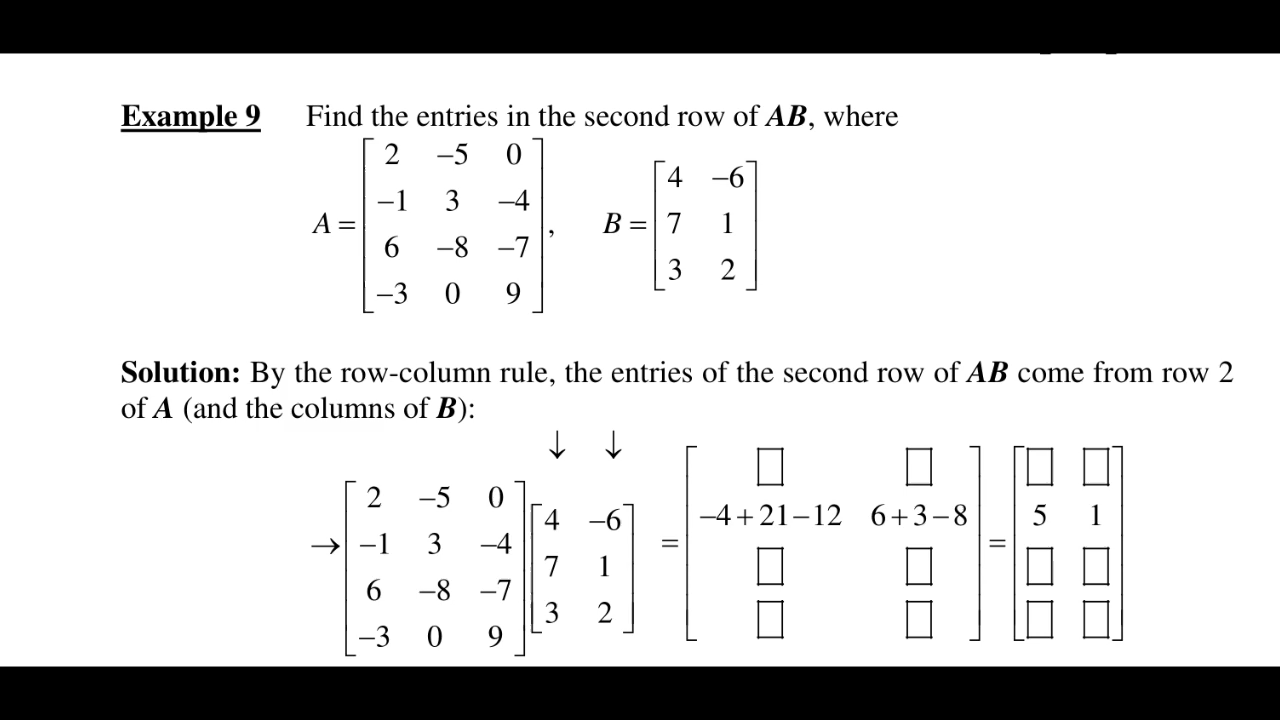 Example 9 Find the entries in the second row of AB, where
A = [ 2 –5 0
–1 3 –4
6 –8 –7
–3 0 9 ], B = [ 4 –6
7 1
3 2 ]
Solution: By the row-column rule, the entries of the second row of AB come from row 2
of A (and the columns of B):
↓ ↓
→ [ 2 –5 0
–1 3 –4
6 –8 –7
–3 0 9 ] [ 4 –6
7 1
3 2 ] = [ □ □
–4+21–12 6+3–8
□ □
□ □ ] = [ □ □
5 1
□ □
□ □ ]